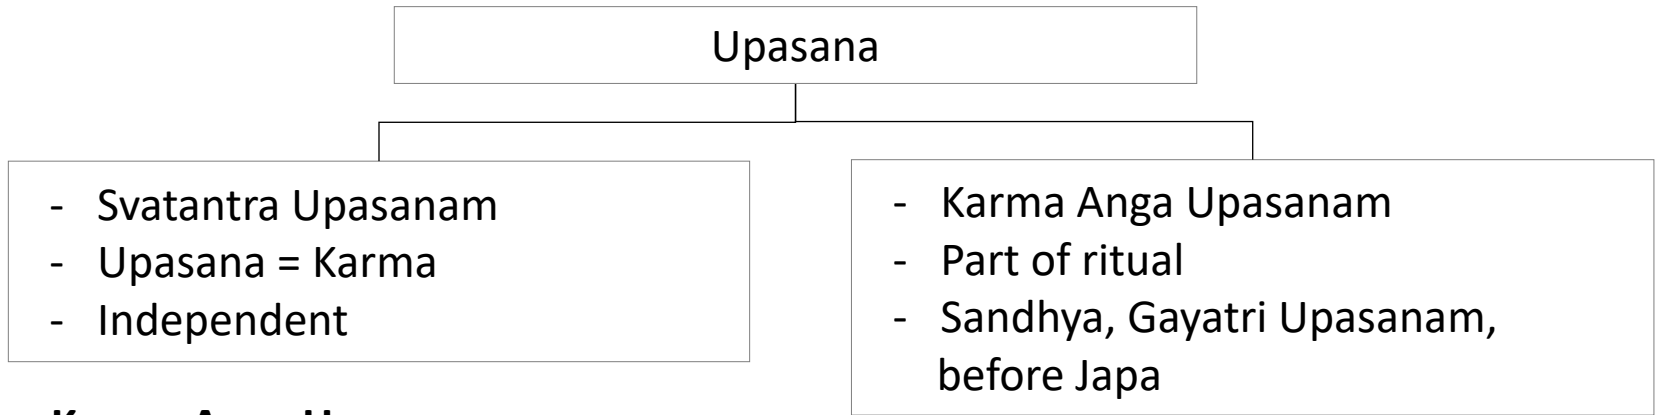 Upasana
- Svatantra Upasanam
- Upasana = Karma
- Independent
- Karma Anga Upasanam
- Part of ritual
- Sandhya, Gayatri Upasanam,
before Japa